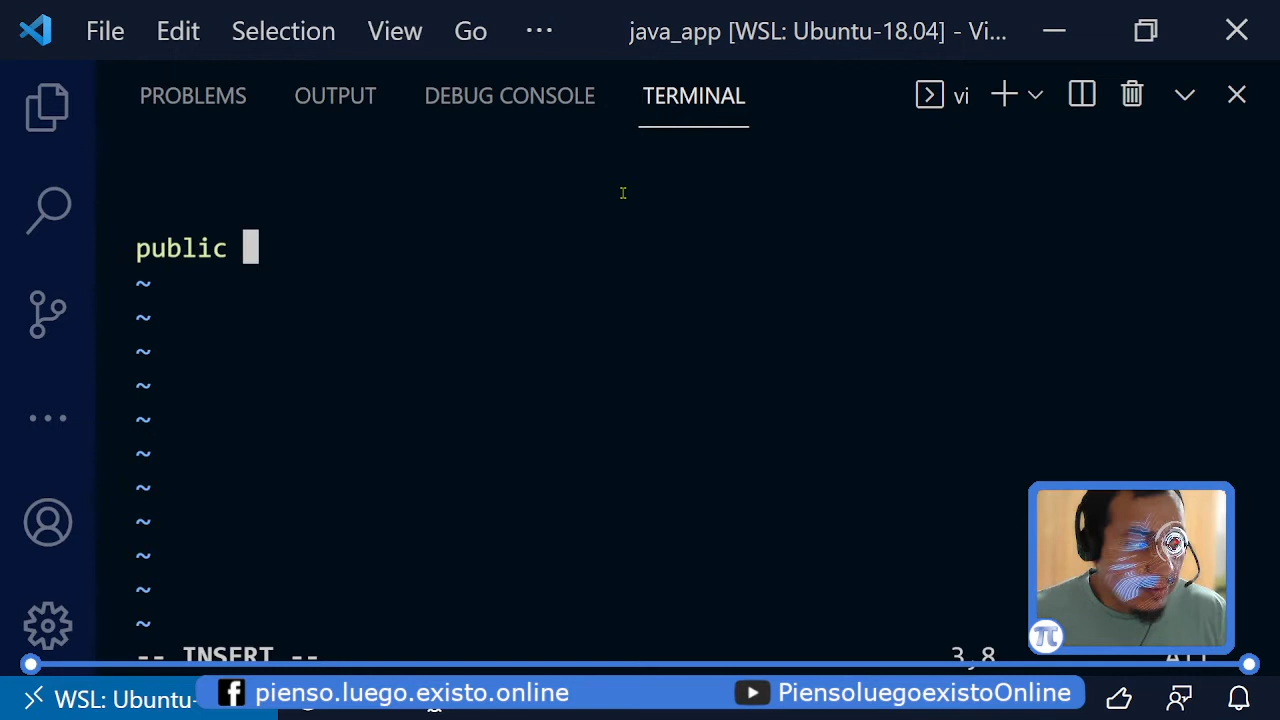 File Edit Selection View Go ··· java_app [WSL: Ubuntu-18.04] - Vi...
PROBLEMS OUTPUT DEBUG CONSOLE TERMINAL vi
public
~
~
~
~
~
~
~
~
~
~
~
-- INSERT -- 3,8 All
WSL: Ubuntu- pienso.luego.existo.online PiensoluegoexistoOnline
π